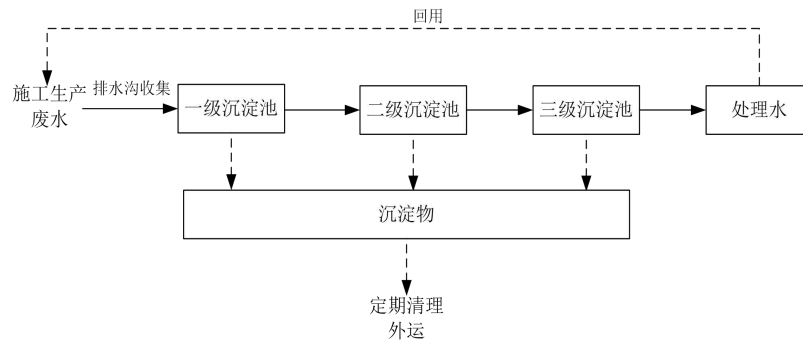 回用
施工生产
废水
排水沟收集
一级沉淀池
二级沉淀池
三级沉淀池
处理水
沉淀物
定期清理
外运